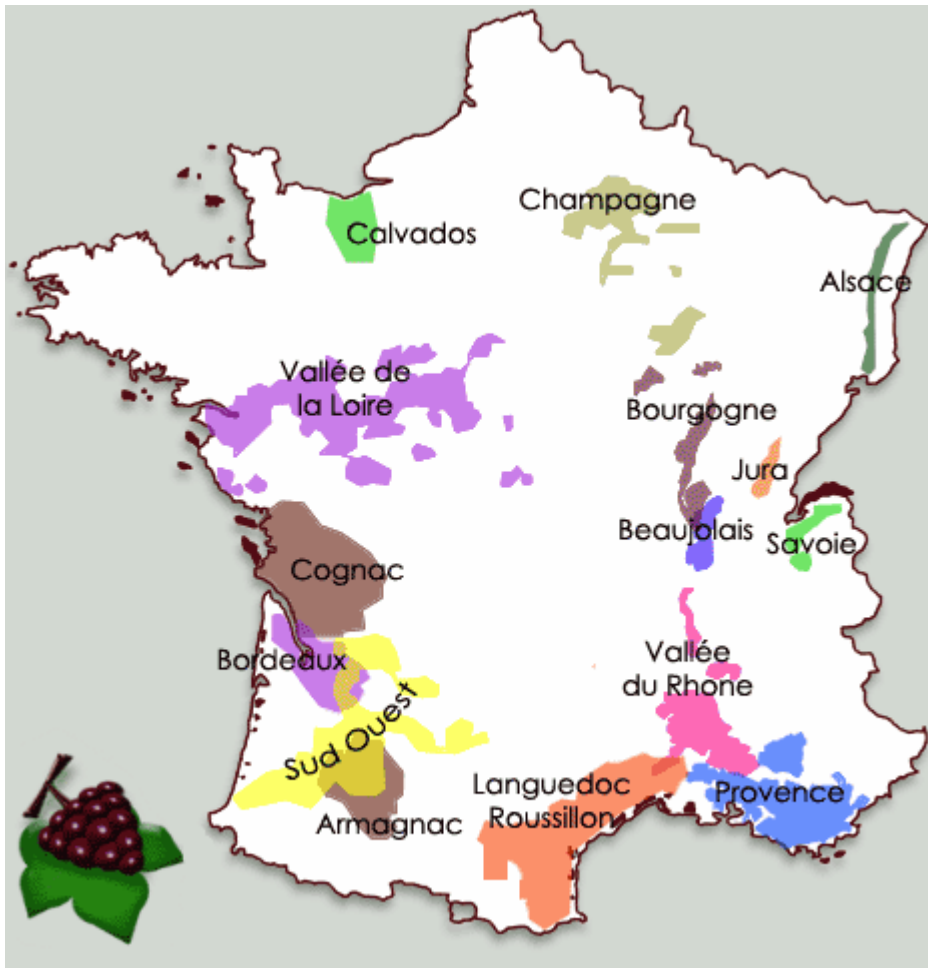 Champagne
Calvados
Alsace
Vallée de
la Loire
Bourgogne
Jura
Beaujolais
Savoie
Cognac
Bordeaux
Vallée
du Rhone
Sud Ouest
Languedoc
Roussillon
Provence
Armagnac